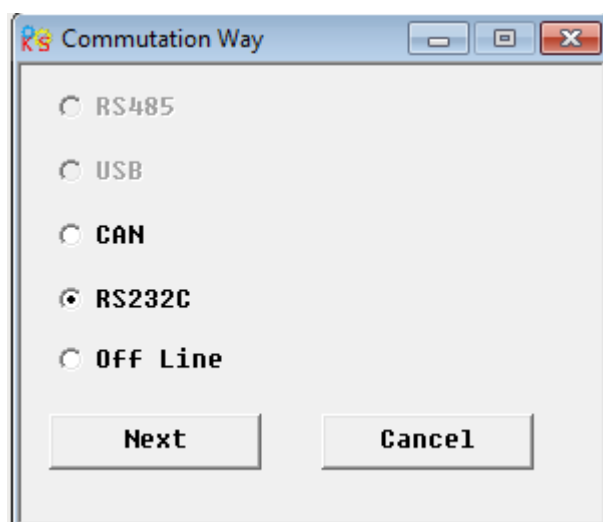 Commutation Way
RS485
USB
CAN
RS232C
Off Line
Next Cancel